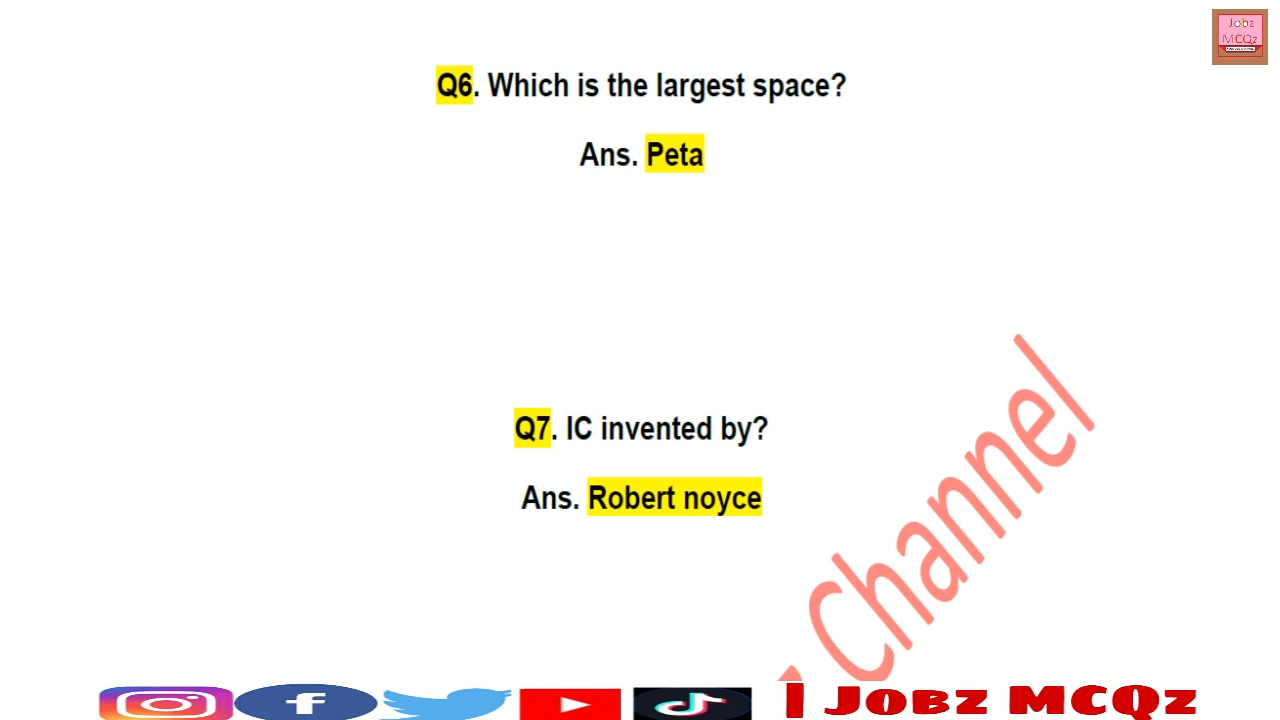 Jobz
MCQz
Q6. Which is the largest space?
Ans. Peta
Q7. IC invented by?
Ans. Robert noyce
Channel
| Jobz MCQz